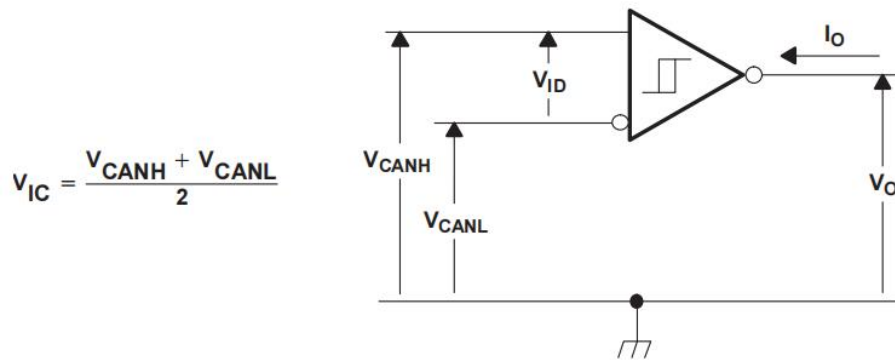 V_IC = (V_CANH + V_CANL) / 2
V_CANH
V_CANL
V_ID
I_O
V_O